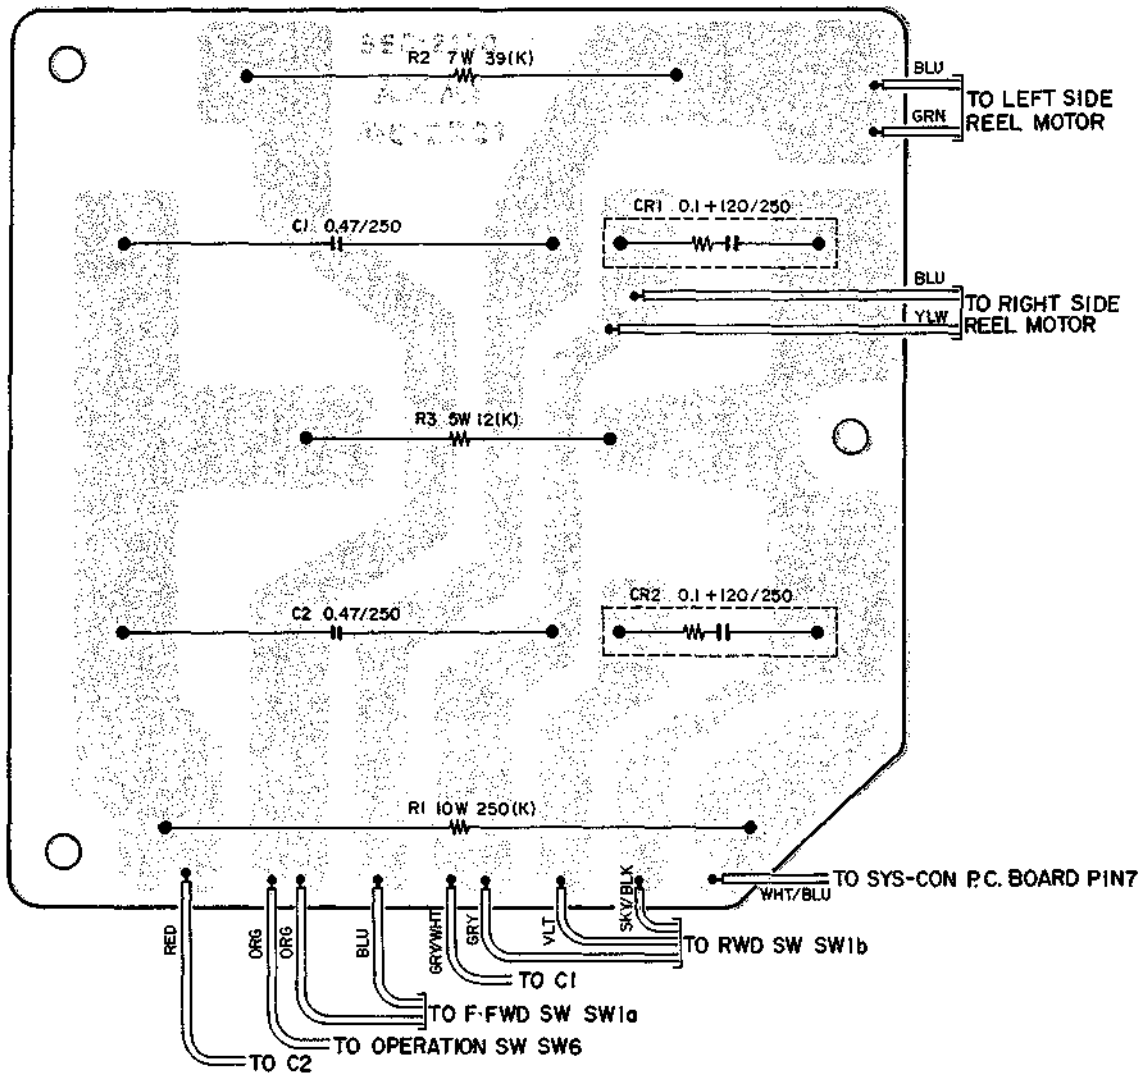 R2 7W 39(K)
BLU
TO LEFT SIDE
REEL MOTOR
GRN
C1 0.47/250
CR1 0.1+120/250
BLU
TO RIGHT SIDE
REEL MOTOR
YLW
R3 5W 12(K)
C2 0.47/250
CR2 0.1+120/250
R1 10W 250(K)
TO SYS-CON P.C. BOARD PIN7
WHT/BLU
RED
ORG
ORG
BLU
GRY/WHT
GRY
VLT
SKY/BLK
TO RWD SW SW1b
TO C1
TO F·FWD SW SW1a
TO OPERATION SW SW6
TO C2